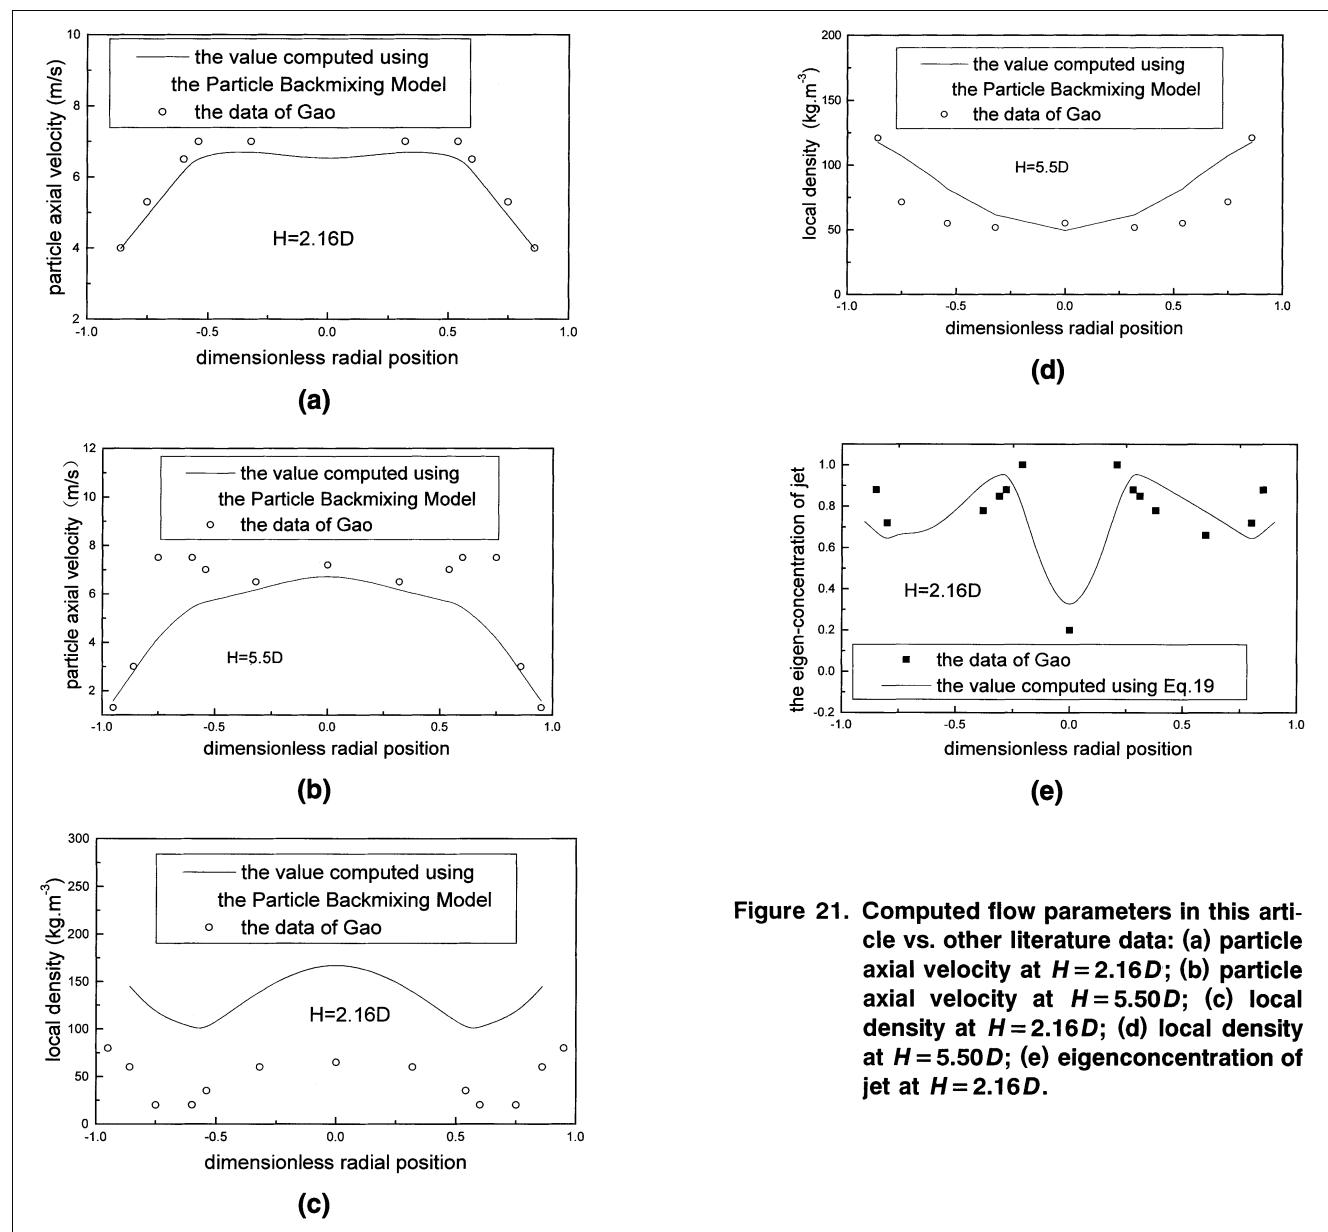 10
8
6
4
2
-1.0
-0.5
0.0
0.5
1.0
particle axial velocity (m/s)
the value computed using
the Particle Backmixing Model
the data of Gao
H=2.16D
dimensionless radial position
(a)
12
10
8
6
4
2
-1.0
-0.5
0.0
0.5
1.0
particle axial velocity (m/s)
the value computed using
the Particle Backmixing Model
the data of Gao
H=5.5D
dimensionless radial position
(b)
300
250
200
150
100
50
0
-1.0
-0.5
0.0
0.5
1.0
local density (kg.m⁻³)
the value computed using
the Particle Backmixing Model
the data of Gao
H=2.16D
dimensionless radial position
(c)
200
150
100
50
0
-1.0
-0.5
0.0
0.5
1.0
local density (kg.m⁻³)
the value computed using
the Particle Backmixing Model
the data of Gao
H=5.5D
dimensionless radial position
(d)
1.0
0.8
0.6
0.4
0.2
0.0
-0.2
-1.0
-0.5
0.0
0.5
1.0
the eigen-concentration of jet
H=2.16D
the data of Gao
the value computed using Eq.19
dimensionless radial position
(e)
Figure 21. Computed flow parameters in this arti-
cle vs. other literature data: (a) particle
axial velocity at H=2.16D; (b) particle
axial velocity at H=5.50D; (c) local
density at H=2.16D; (d) local density
at H=5.50D; (e) eigenconcentration of
jet at H=2.16D.